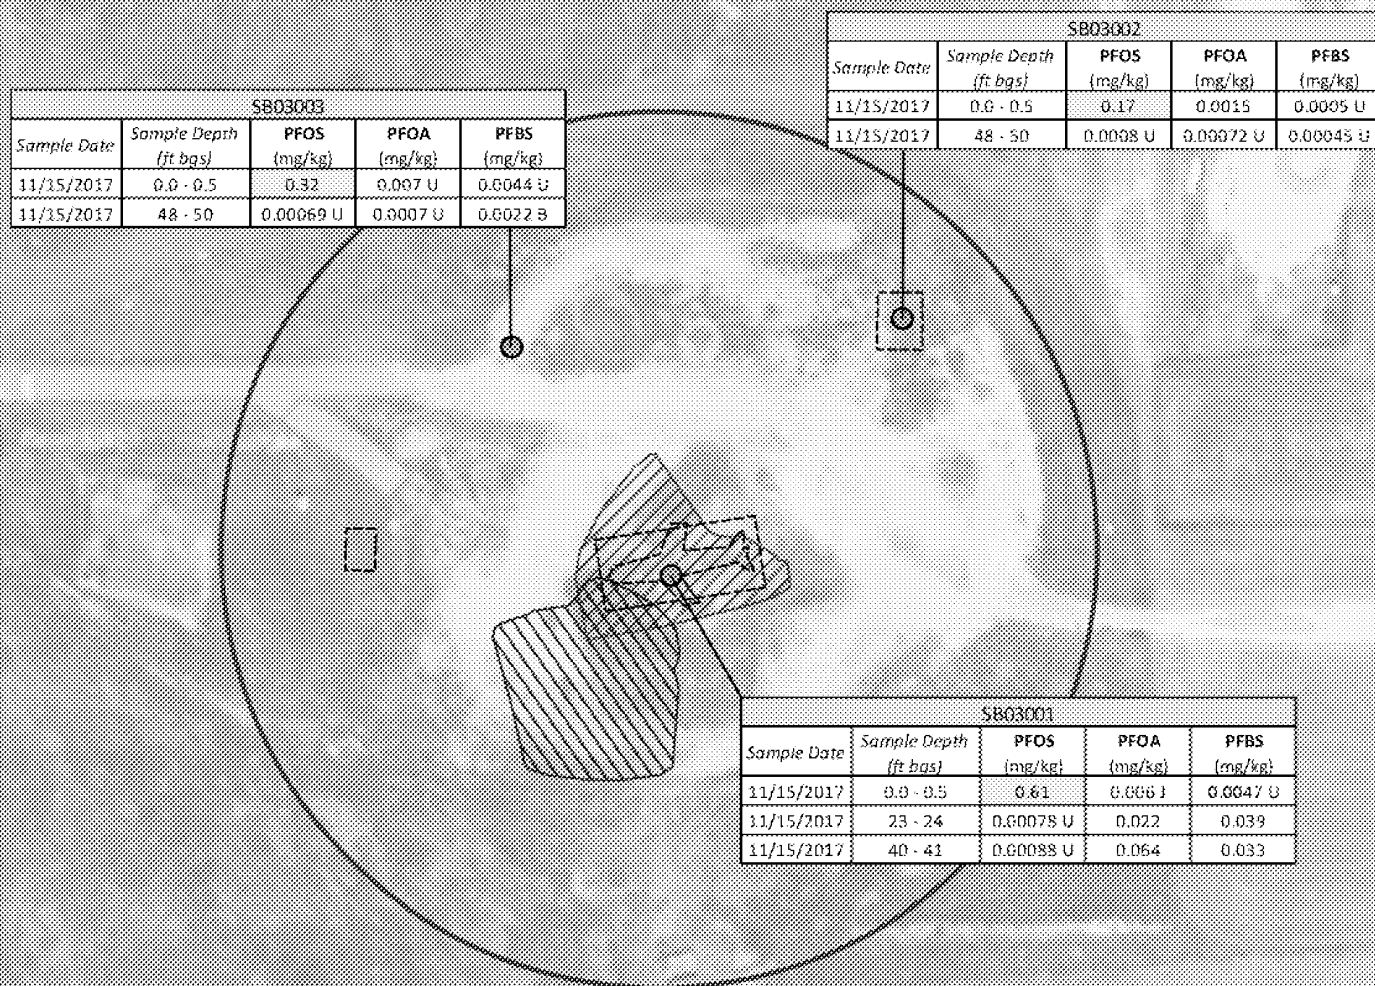 SB03002
Sample Date Sample Depth (ft bgs) PFOS (mg/kg) PFOA (mg/kg) PFBS (mg/kg)
11/15/2017 0.0 - 0.5 0.17 0.0015 0.0005 U
11/15/2017 48 - 50 0.0008 U 0.00072 U 0.00045 U
SB03003
Sample Date Sample Depth (ft bgs) PFOS (mg/kg) PFOA (mg/kg) PFBS (mg/kg)
11/15/2017 0.0 - 0.5 0.32 0.007 U 0.0044 U
11/15/2017 48 - 50 0.00069 U 0.0007 U 0.0022 B
SB03001
Sample Date Sample Depth (ft bgs) PFOS (mg/kg) PFOA (mg/kg) PFBS (mg/kg)
11/15/2017 0.0 - 0.5 0.61 0.006 J 0.0047 U
11/15/2017 23 - 24 0.00078 U 0.022 0.039
11/15/2017 40 - 41 0.00088 U 0.064 0.033